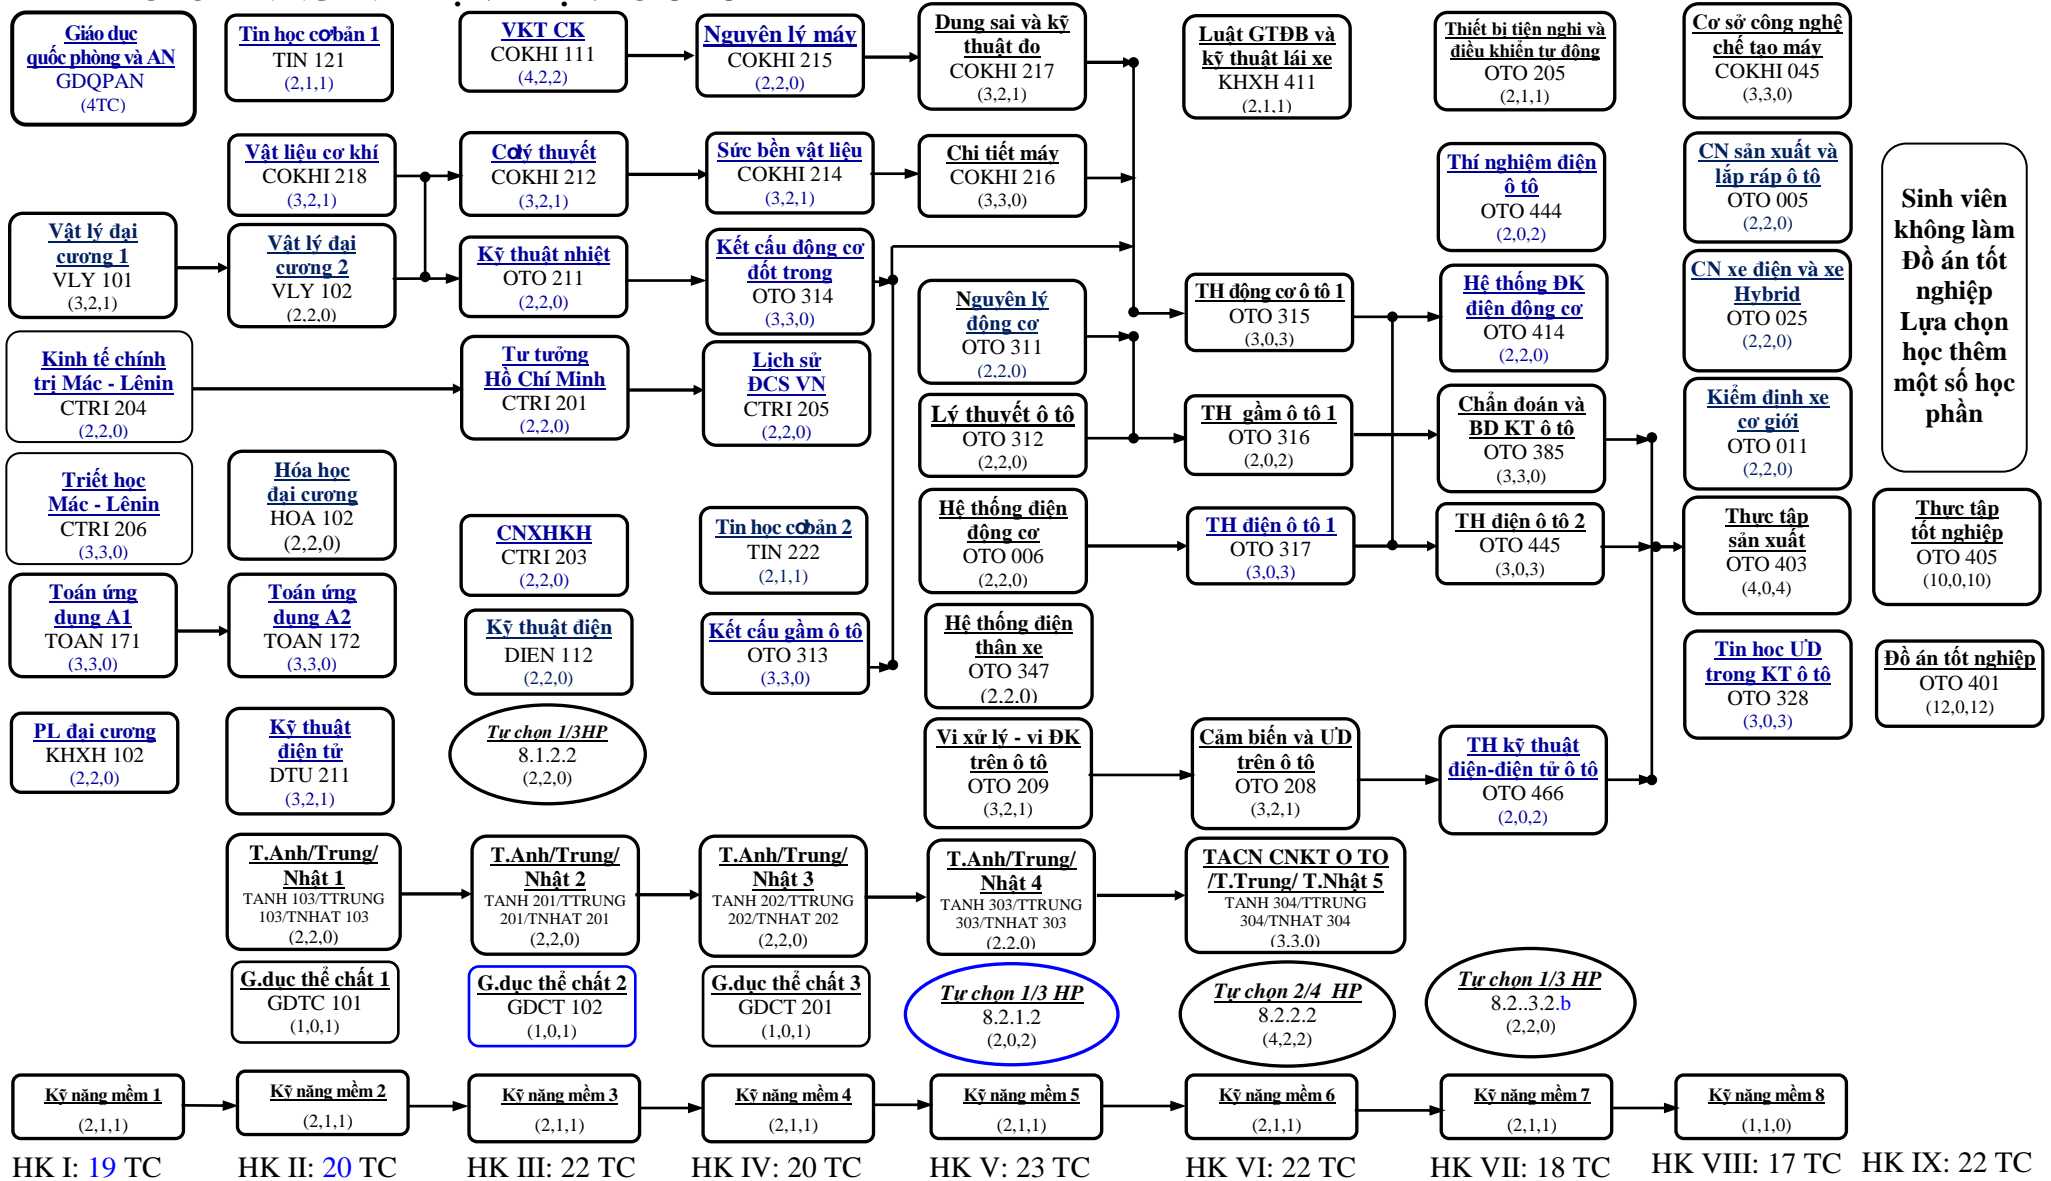 Giáo dục
quốc phòng và AN
GDQPAN
(4TC)
Tin học cơ bản 1
TIN 121
(2,1,1)
VKT CK
COKHI 111
(4,2,2)
Nguyên lý máy
COKHI 215
(2,2,0)
Dung sai và kỹ
thuật đo
COKHI 217
(3,2,1)
Luật GTĐB và
kỹ thuật lái xe
KHXH 411
(2,1,1)
Thiết bị tiện nghi và
điều khiển tự động
OTO 205
(2,1,1)
Cơ sở công nghệ
chế tạo máy
COKHI 045
(3,3,0)
Vật liệu cơ khí
COKHI 218
(3,2,1)
Cơ lý thuyết
COKHI 212
(3,2,1)
Sức bền vật liệu
COKHI 214
(3,2,1)
Chi tiết máy
COKHI 216
(3,3,0)
Thí nghiệm điện
ô tô
OTO 444
(2,0,2)
CN sản xuất và
lắp ráp ô tô
OTO 005
(2,2,0)
Sinh viên
không làm
Đồ án tốt
nghiệp
Lựa chọn
học thêm
một số học
phần
Vật lý đại
cương 1
VLY 101
(3,2,1)
Vật lý đại
cương 2
VLY 102
(2,2,0)
Kỹ thuật nhiệt
OTO 211
(2,2,0)
Kết cấu động cơ
đốt trong
OTO 314
(3,3,0)
Nguyên lý
động cơ
OTO 311
(2,2,0)
TH động cơ ô tô 1
OTO 315
(3,0,3)
Hệ thống ĐK
điện động cơ
OTO 414
(2,2,0)
CN xe điện và xe
Hybrid
OTO 025
(2,2,0)
Kinh tế chính
trị Mác - Lênin
CTRI 204
(2,2,0)
Tư tưởng
Hồ Chí Minh
CTRI 201
(2,2,0)
Lịch sử
ĐCS VN
CTRI 205
(2,2,0)
Lý thuyết ô tô
OTO 312
(2,2,0)
TH gầm ô tô 1
OTO 316
(2,0,2)
Chẩn đoán và
BD KT ô tô
OTO 385
(3,3,0)
Kiểm định xe
cơ giới
OTO 011
(2,2,0)
Triết học
Mác - Lênin
CTRI 206
(3,3,0)
Hóa học
đại cương
HOA 102
(2,2,0)
CNXHKH
CTRI 203
(2,2,0)
Tin học cơ bản 2
TIN 222
(2,1,1)
Hệ thống điện
động cơ
OTO 006
(2,2,0)
TH điện ô tô 1
OTO 317
(3,0,3)
TH điện ô tô 2
OTO 445
(3,0,3)
Thực tập
sản xuất
OTO 403
(4,0,4)
Thực tập
tốt nghiệp
OTO 405
(10,0,10)
Toán ứng
dụng A1
TOAN 171
(3,3,0)
Toán ứng
dụng A2
TOAN 172
(3,3,0)
Kỹ thuật điện
DIEN 112
(2,2,0)
Kết cấu gầm ô tô
OTO 313
(3,3,0)
Hệ thống điện
thân xe
OTO 347
(2,2,0)
Tin học ƯD
trong KT ô tô
OTO 328
(3,0,3)
Đồ án tốt nghiệp
OTO 401
(12,0,12)
PL đại cương
KHXH 102
(2,2,0)
Kỹ thuật
điện tử
DTU 211
(3,2,1)
Tự chọn 1/3HP
8.1.2.2
(2,2,0)
Vi xử lý - vi ĐK
trên ô tô
OTO 209
(3,2,1)
Cảm biến và ƯD
trên ô tô
OTO 208
(3,2,1)
TH kỹ thuật
điện-điện tử ô tô
OTO 466
(2,0,2)
T.Anh/Trung/
Nhật 1
TANH 103/TTRUNG
103/TNHAT 103
(2,2,0)
T.Anh/Trung/
Nhật 2
TANH 201/TTRUNG
201/TNHAT 201
(2,2,0)
T.Anh/Trung/
Nhật 3
TANH 202/TTRUNG
202/TNHAT 202
(2,2,0)
T.Anh/Trung/
Nhật 4
TANH 303/TTRUNG
303/TNHAT 303
(2,2,0)
TACN CNKT O TO
/T.Trung/ T.Nhật 5
TANH 304/TTRUNG
304/TNHAT 304
(3,3,0)
G.dục thể chất 1
GDTC 101
(1,0,1)
G.dục thể chất 2
GDCT 102
(1,0,1)
G.dục thể chất 3
GDCT 201
(1,0,1)
Tự chọn 1/3 HP
8.2.1.2
(2,0,2)
Tự chọn 2/4 HP
8.2.2.2
(4,2,2)
Tự chọn 1/3 HP
8.2..3.2.b
(2,2,0)
Kỹ năng mềm 1
(2,1,1)
Kỹ năng mềm 2
(2,1,1)
Kỹ năng mềm 3
(2,1,1)
Kỹ năng mềm 4
(2,1,1)
Kỹ năng mềm 5
(2,1,1)
Kỹ năng mềm 6
(2,1,1)
Kỹ năng mềm 7
(2,1,1)
Kỹ năng mềm 8
(1,1,0)
HK I: 19 TC
HK II: 20 TC
HK III: 22 TC
HK IV: 20 TC
HK V: 23 TC
HK VI: 22 TC
HK VII: 18 TC
HK VIII: 17 TC
HK IX: 22 TC